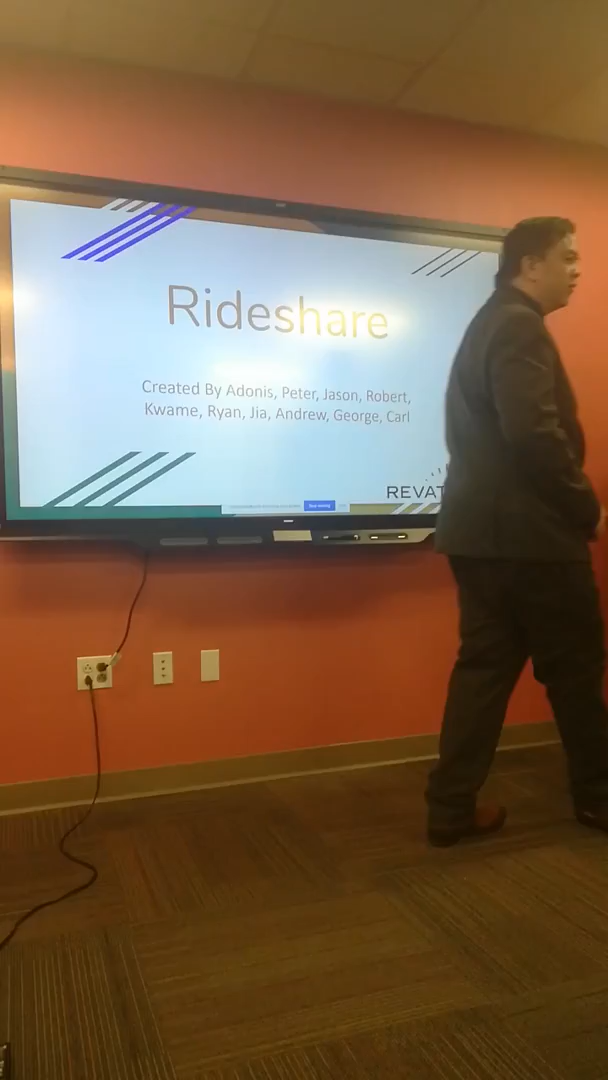 Rideshare
Created By Adonis, Peter, Jason, Robert,
Kwame, Ryan, Jia, Andrew, George, Carl
REVAT